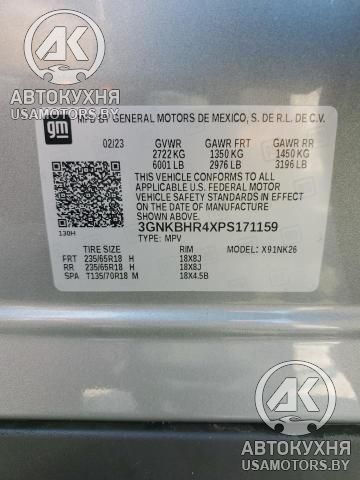 АВТОКУХНЯ
USAMOTORS.BY
gm
MFD BY GENERAL MOTORS DE MEXICO, S. DE R.L. DE C.V.
02/23 GVWR GAWR FRT GAWR RR
2722 KG 1350 KG 1450 KG
6001 LB 2976 LB 3196 LB
THIS VEHICLE CONFORMS TO ALL
APPLICABLE U.S. FEDERAL MOTOR
VEHICLE SAFETY STANDARDS IN EFFECT
ON THE DATE OF MANUFACTURE
SHOWN ABOVE.
3GNKBHR4XPS171159
130H TYPE: MPV MODEL: X91NK26
TIRE SIZE RIM
FRT 235/65R18 H 18X8J
RR 235/65R18 H 18X8J
SPA T135/70R18 M 18X4.5B
АК
АВТОКУХНЯ
USAMOTORS.BY